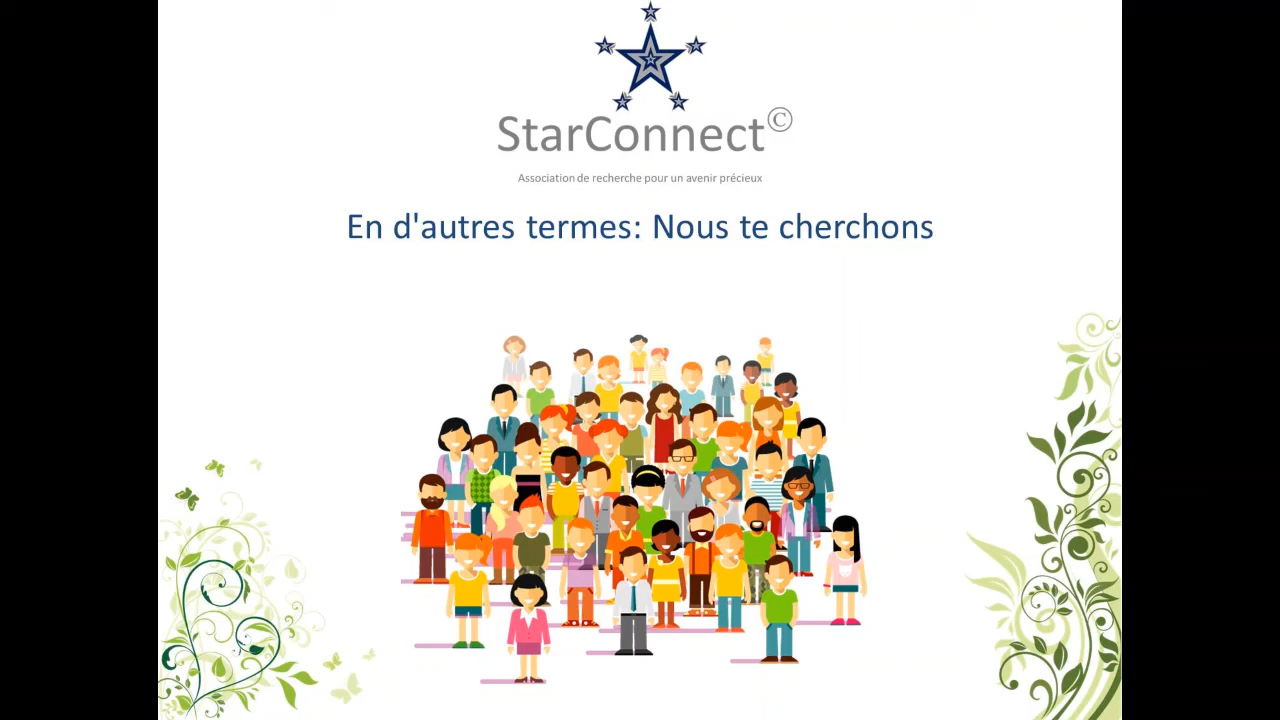 StarConnect©
Association de recherche pour un avenir précieux
En d'autres termes: Nous te cherchons